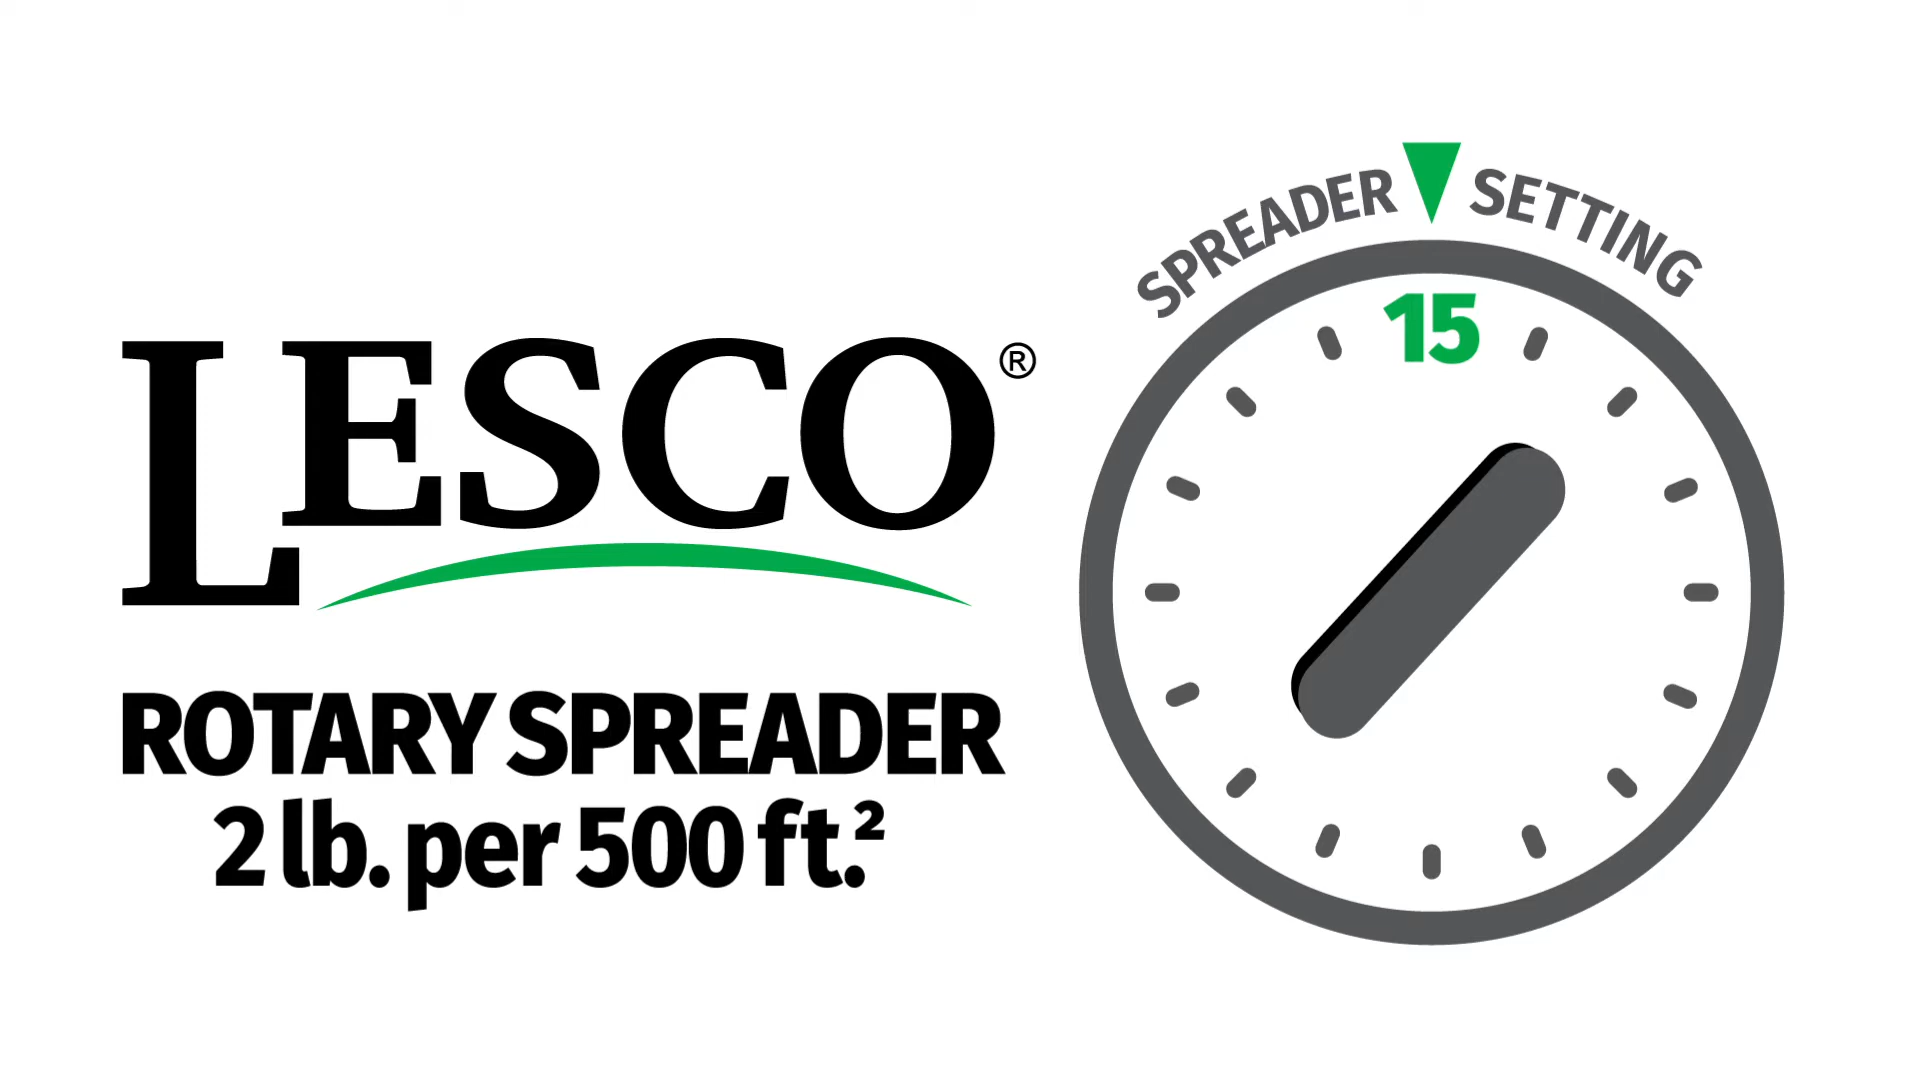 LESCO®
ROTARY SPREADER
2 lb. per 500 ft.²
SPREADER SETTING
15